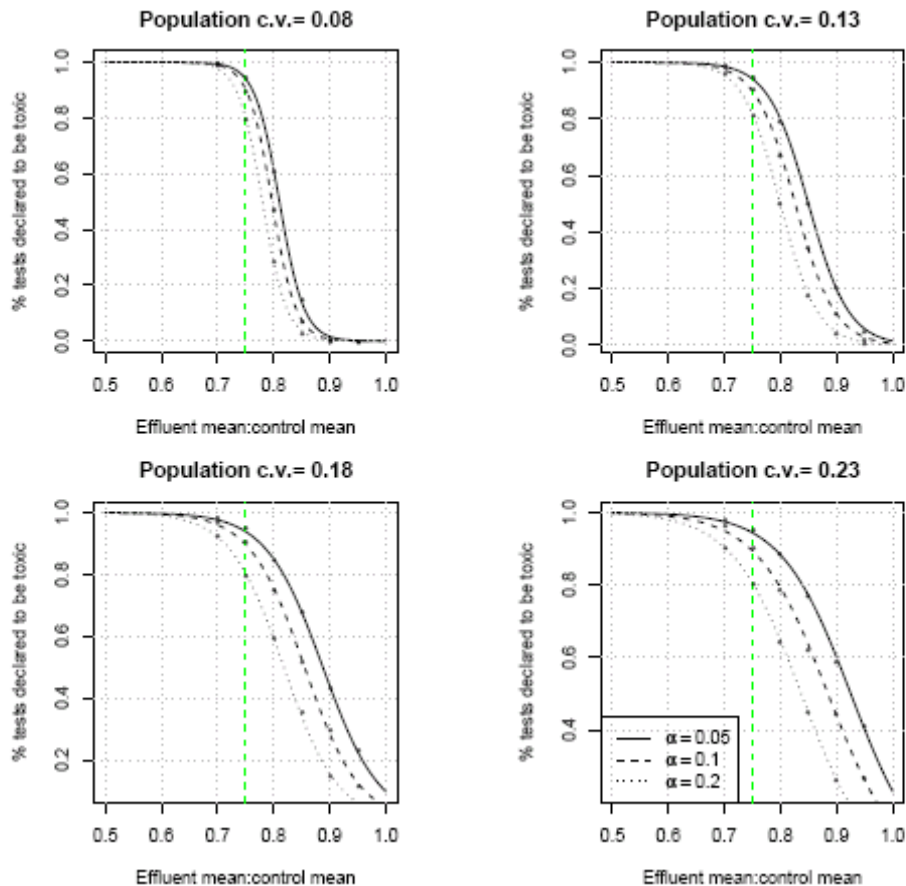 Population c.v.= 0.08
% tests declared to be toxic
1.0
0.8
0.6
0.4
0.2
0.0
0.5 0.6 0.7 0.8 0.9 1.0
Effluent mean:control mean
Population c.v.= 0.13
% tests declared to be toxic
1.0
0.8
0.6
0.4
0.2
0.0
0.5 0.6 0.7 0.8 0.9 1.0
Effluent mean:control mean
Population c.v.= 0.18
% tests declared to be toxic
1.0
0.8
0.6
0.4
0.2
0.5 0.6 0.7 0.8 0.9 1.0
Effluent mean:control mean
Population c.v.= 0.23
% tests declared to be toxic
1.0
0.8
0.6
0.4
α = 0.05
α = 0.1
α = 0.2
0.5 0.6 0.7 0.8 0.9 1.0
Effluent mean:control mean